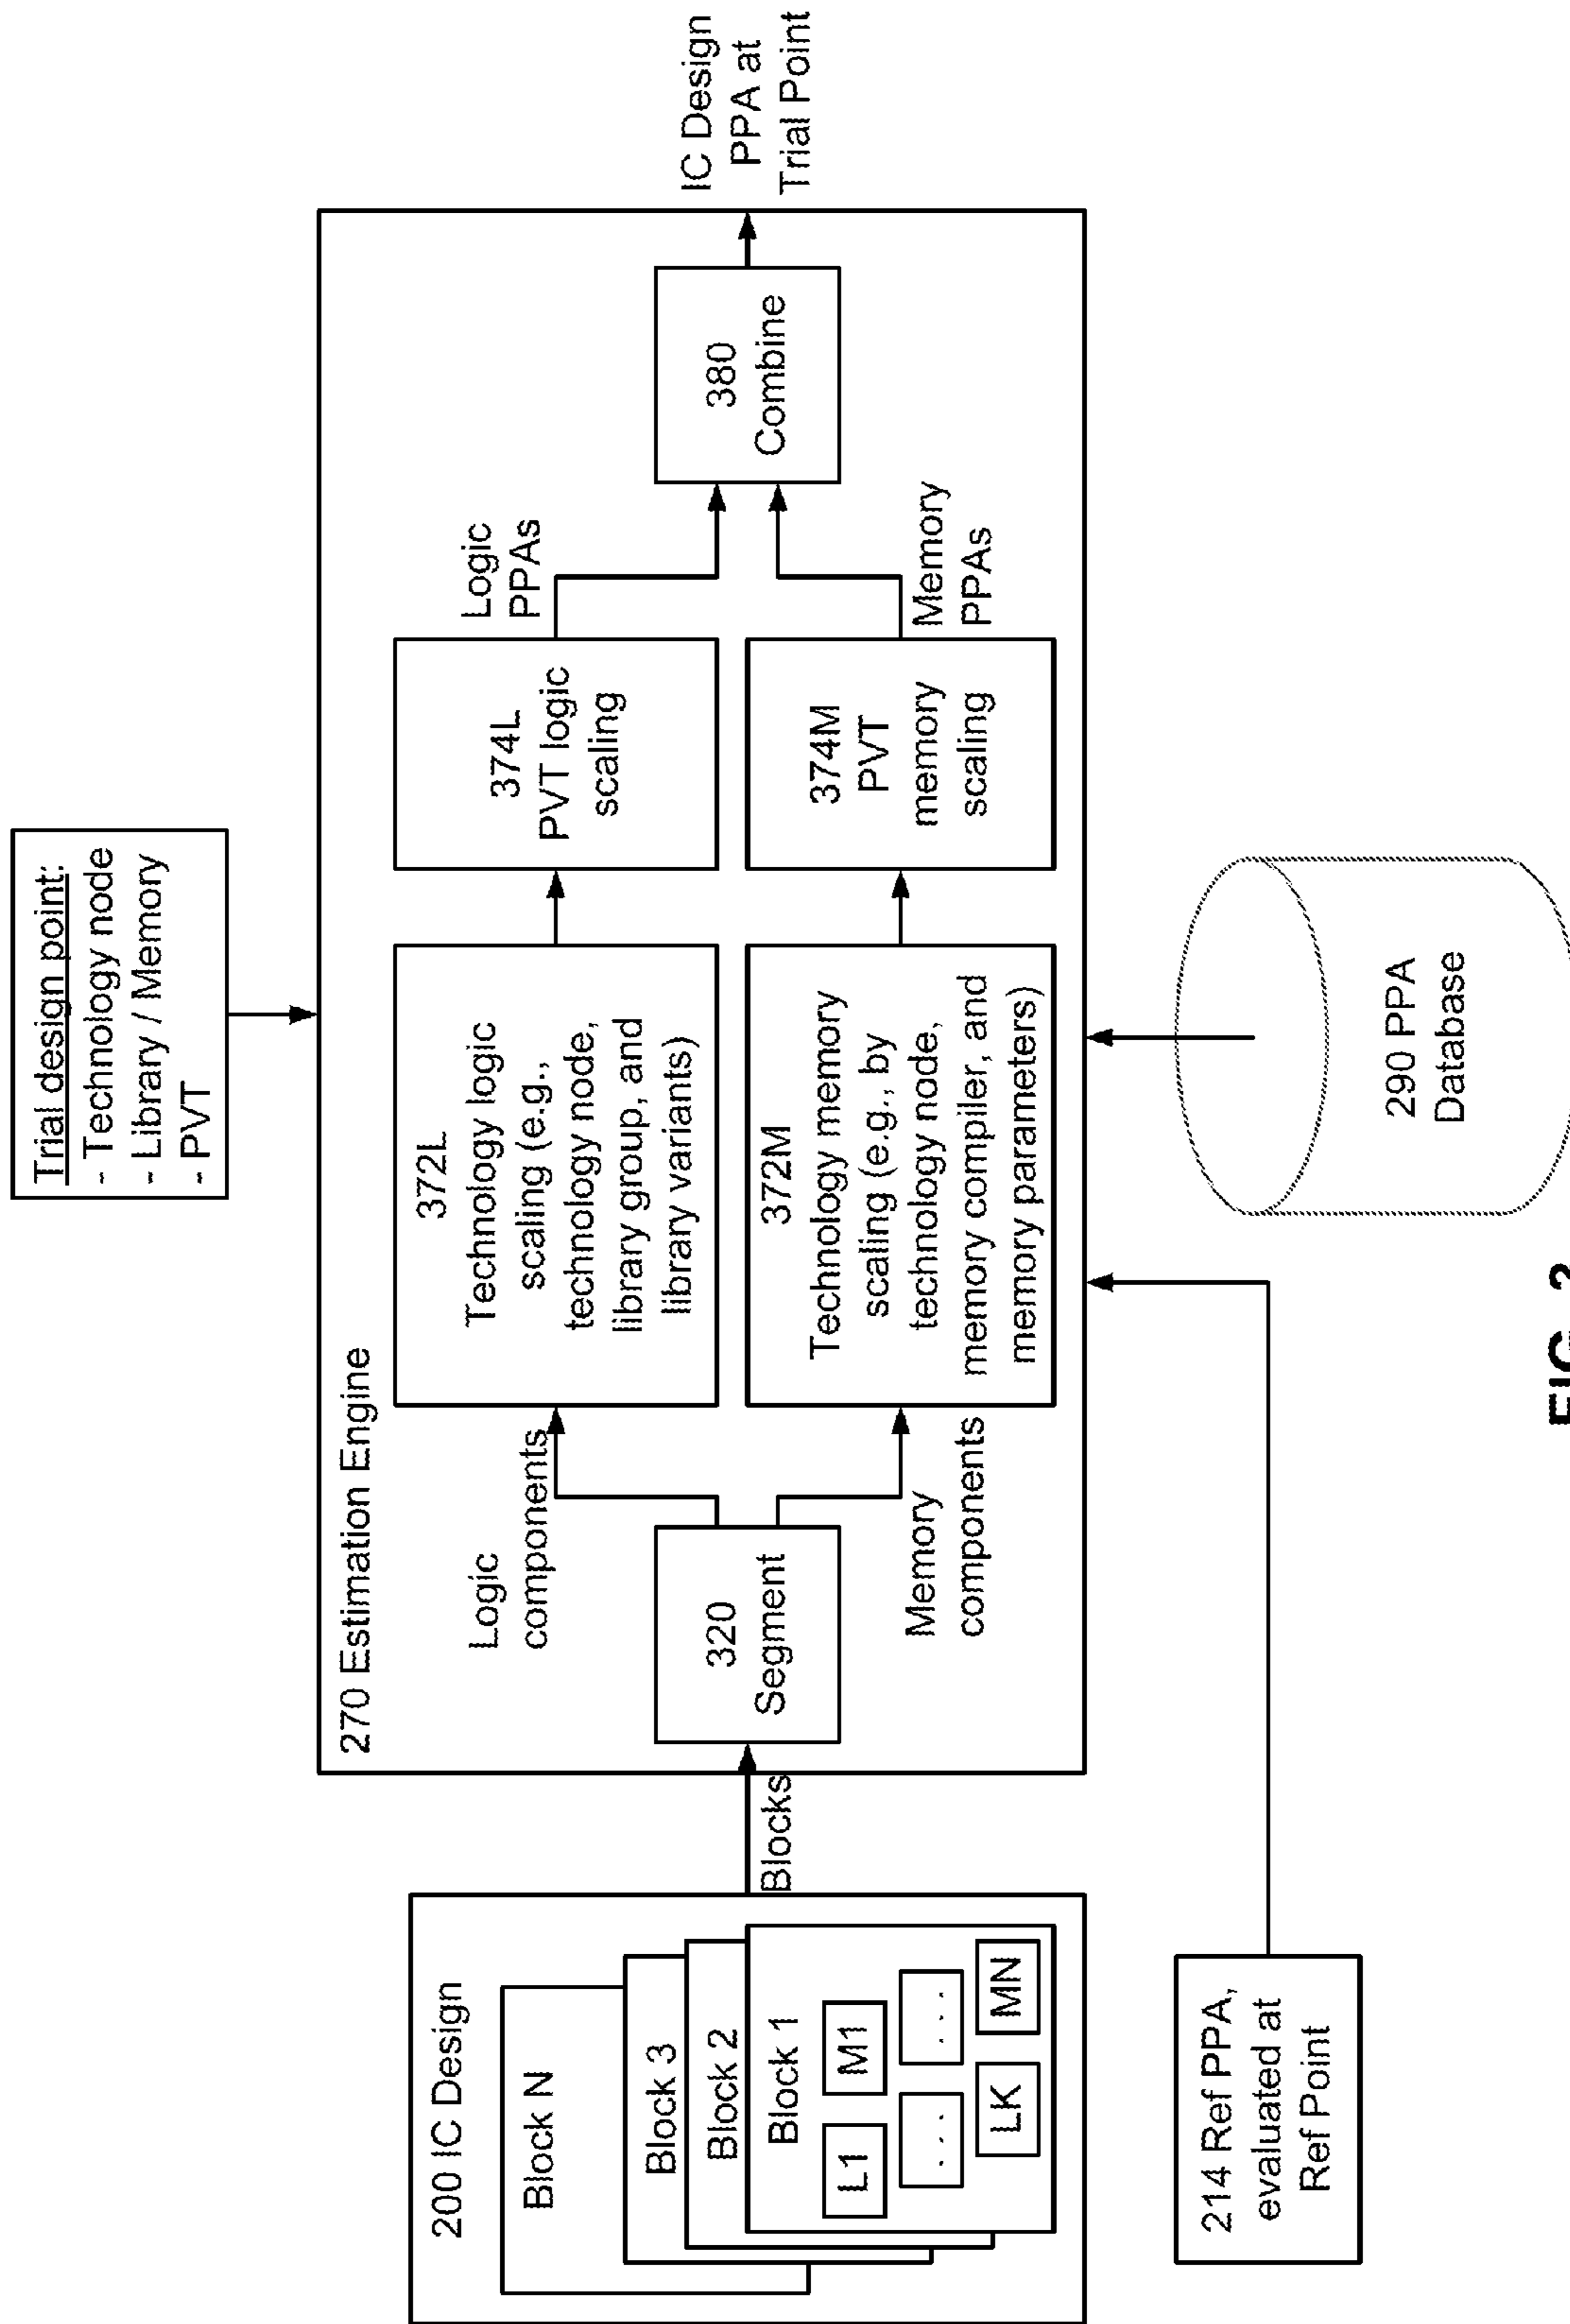 Trial design point:
- Technology node
- Library / Memory
- PVT
200 IC Design
Block N
Block 3
Block 2
Block 1
L1
M1
. . .
. . .
LK
MN
Blocks
270 Estimation Engine
320
Segment
Logic
components
Memory
components
372L
Technology logic
scaling (e.g.,
technology node,
library group, and
library variants)
372M
Technology memory
scaling (e.g., by
technology node,
memory compiler, and
memory parameters)
374L
PVT logic
scaling
374M
PVT
memory
scaling
Logic
PPAs
Memory
PPAs
380
Combine
IC Design
PPA at
Trial Point
214 Ref PPA,
evaluated at
Ref Point
290 PPA
Database
FIG.